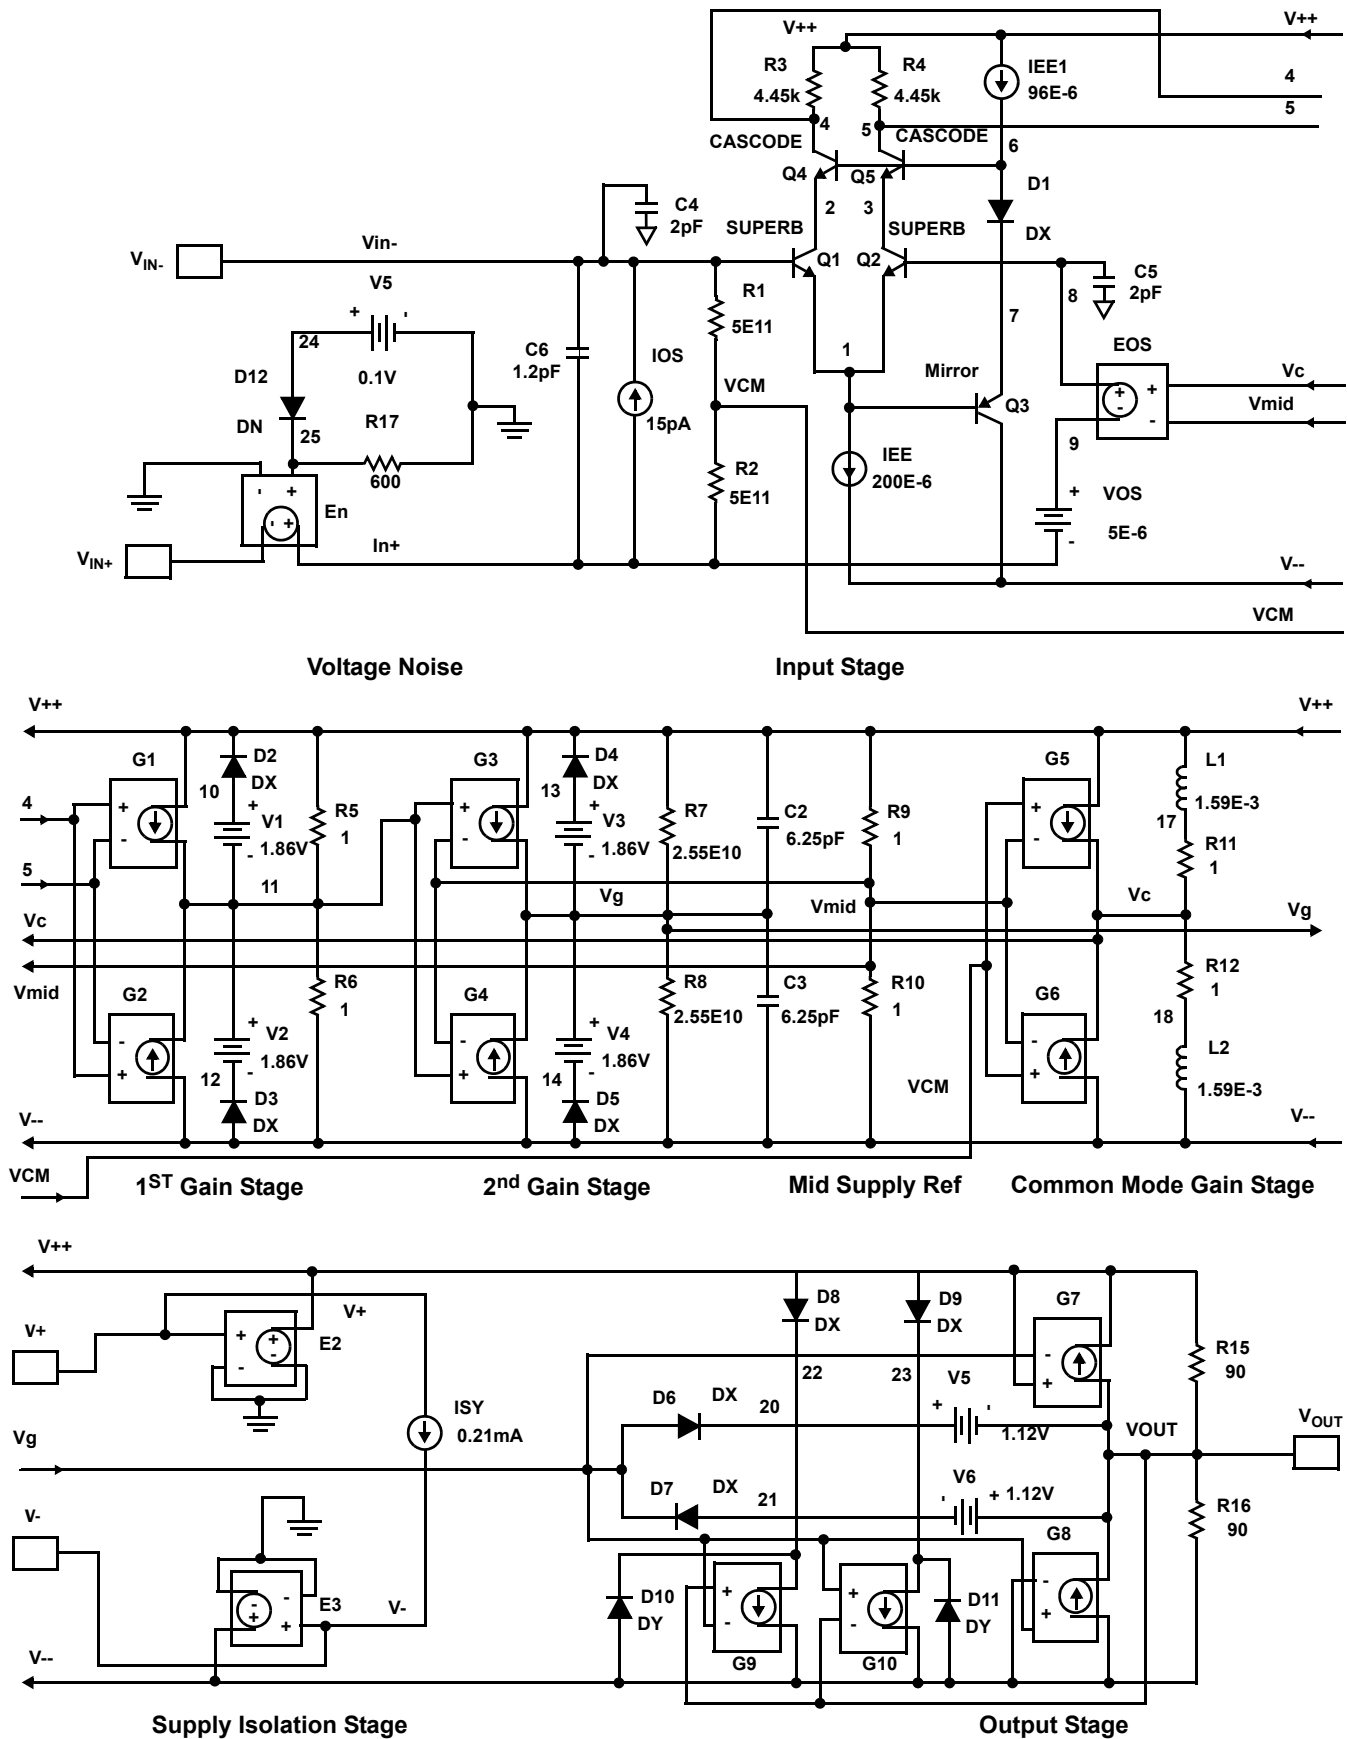 V++
V++
R3
4.45k
R4
4.45k
IEE1
96E-6
4
5
4
5
CASCODE
CASCODE
6
Q4
Q5
D1
DX
C4
2pF
2
3
SUPERB
SUPERB
Vin-
VIN-
Q1
Q2
C5
2pF
8
V5
+
-
24
0.1V
R1
5E11
7
D12
DN
C6
1.2pF
IOS
15pA
1
EOS
VCM
Mirror
Vc
Vmid
+
-
+
-
R17
600
25
Q3
9
R2
5E11
IEE
200E-6
-
+
En
-
+
+
VOS
5E-6
-
VIN+
In+
V--
VCM
Voltage Noise
Input Stage
V++
V++
G1
D2
DX
10
G3
D4
DX
13
G5
L1
1.59E-3
17
4
+
-
+
V1
1.86V
-
R5
1
+
-
+
V3
1.86V
-
R7
2.55E10
C2
6.25pF
R9
1
+
-
R11
1
5
11
Vg
Vmid
Vc
Vc
Vg
Vmid
G2
R6
1
G4
R8
2.55E10
C3
6.25pF
R10
1
G6
R12
1
18
-
+
+
V2
1.86V
-
12
-
+
+
V4
1.86V
-
14
-
+
L2
1.59E-3
D3
DX
D5
DX
VCM
V--
V--
VCM
1ST Gain Stage
2nd Gain Stage
Mid Supply Ref
Common Mode Gain Stage
V++
V+
V+
E2
+
-
+
-
D8
DX
D9
DX
G7
-
+
R15
90
22
23
ISY
0.21mA
D6
DX
20
V5
+
-
1.12V
VOUT
VOUT
Vg
D7
DX
21
V6
-
+ 1.12V
R16
90
V-
G8
-
+
E3
-
+
-
+
V-
D10
DY
+
-
G9
+
-
G10
D11
DY
V--
Supply Isolation Stage
Output Stage